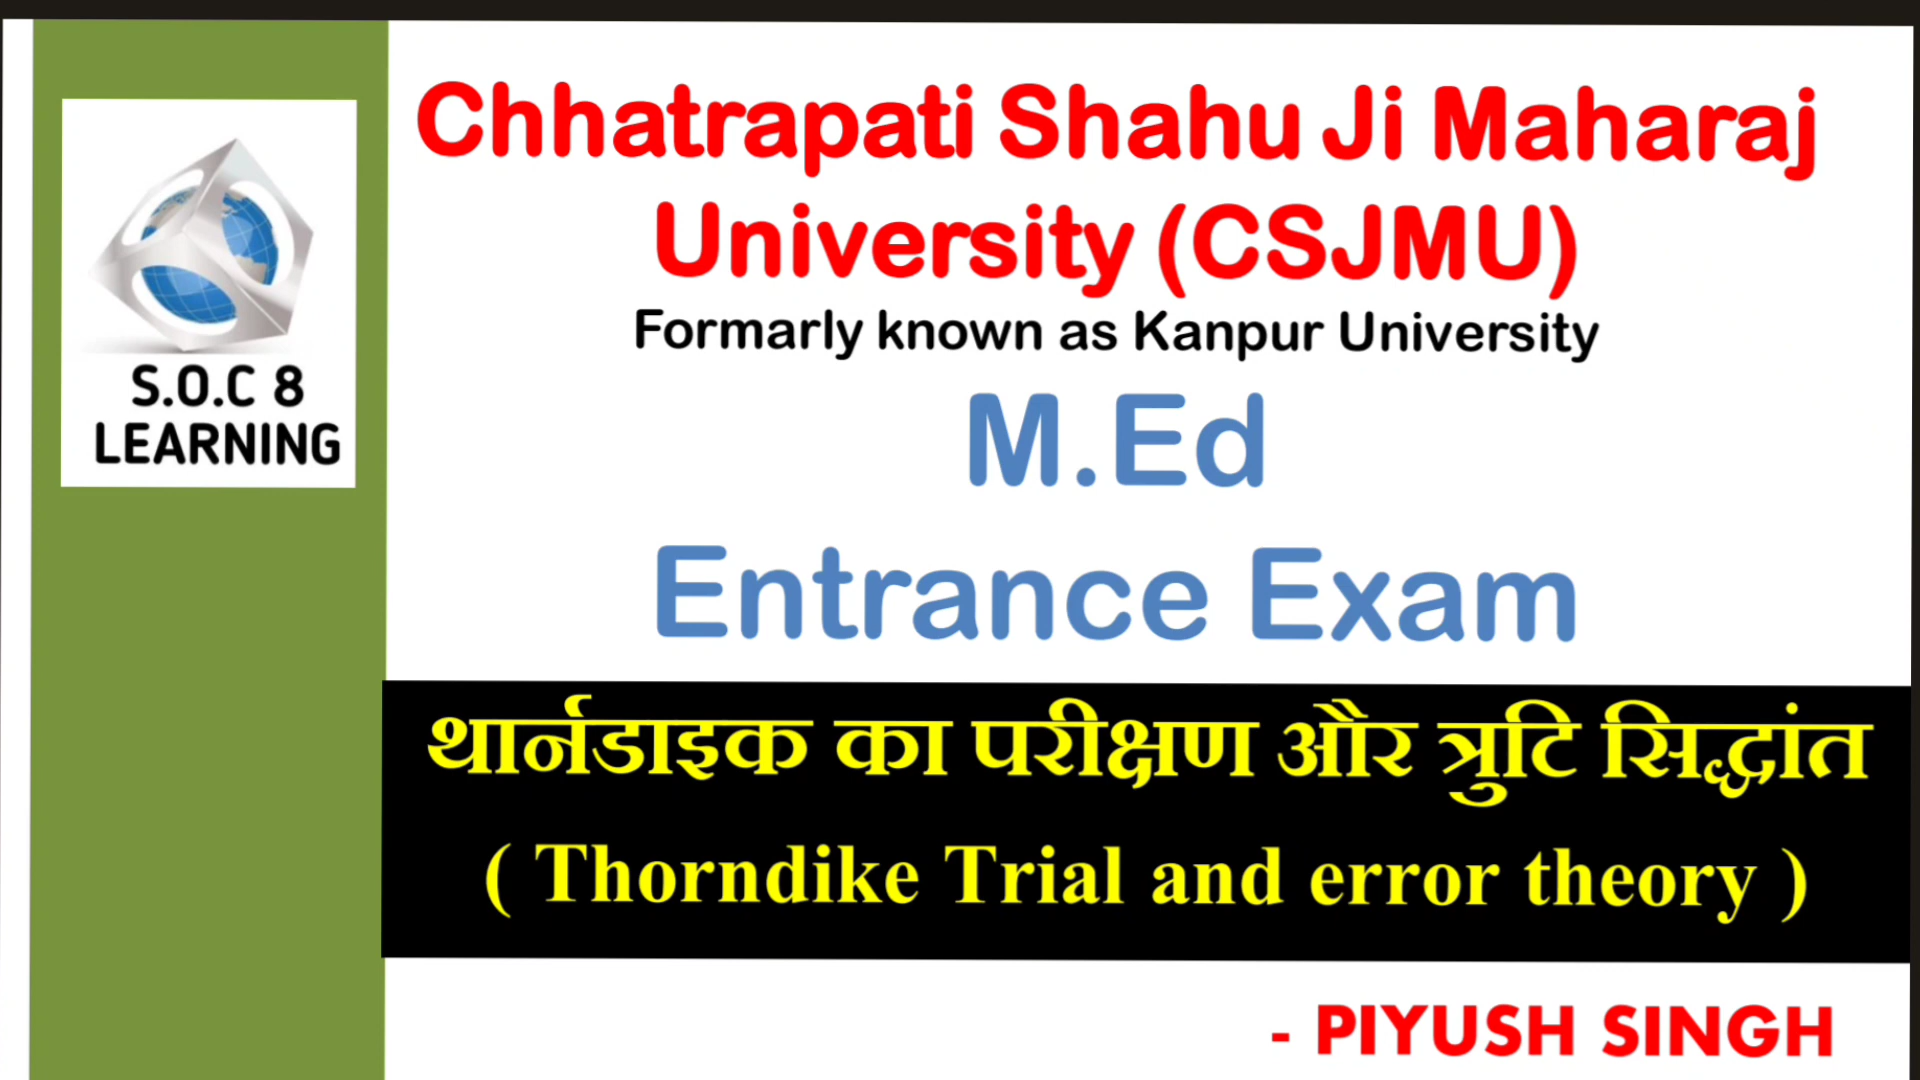 S.O.C 8
LEARNING
Chhatrapati Shahu Ji Maharaj
University (CSJMU)
Formarly known as Kanpur University
M.Ed
Entrance Exam
थार्नडाइक का परीक्षण और त्रुटि सिद्धांत
( Thorndike Trial and error theory )
- PIYUSH SINGH